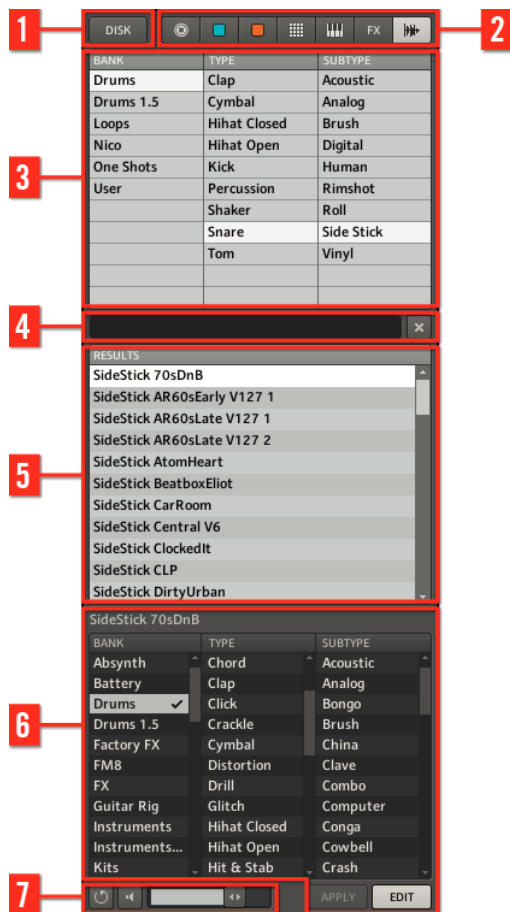 1
DISK
FX
2
BANK TYPE SUBTYPE
Drums Clap Acoustic
Drums 1.5 Cymbal Analog
Loops Hihat Closed Brush
Nico Hihat Open Digital
One Shots Kick Human
User Percussion Rimshot
Shaker Roll
Snare Side Stick
Tom Vinyl
3
4
RESULTS
SideStick 70sDnB
SideStick AR60sEarly V127 1
SideStick AR60sLate V127 1
SideStick AR60sLate V127 2
SideStick AtomHeart
SideStick BeatboxEliot
SideStick CarRoom
SideStick Central V6
SideStick ClockedIt
SideStick CLP
SideStick DirtyUrban
5
SideStick 70sDnB
BANK TYPE SUBTYPE
Absynth Chord Acoustic
Battery Clap Analog
Drums Click Bongo
Drums 1.5 Crackle Brush
Factory FX Cymbal China
FM8 Distortion Clave
FX Drill Combo
Guitar Rig Glitch Computer
Instruments Hihat Closed Conga
Instruments... Hihat Open Cowbell
Kits Hit & Stab Crash
6
7
APPLY EDIT